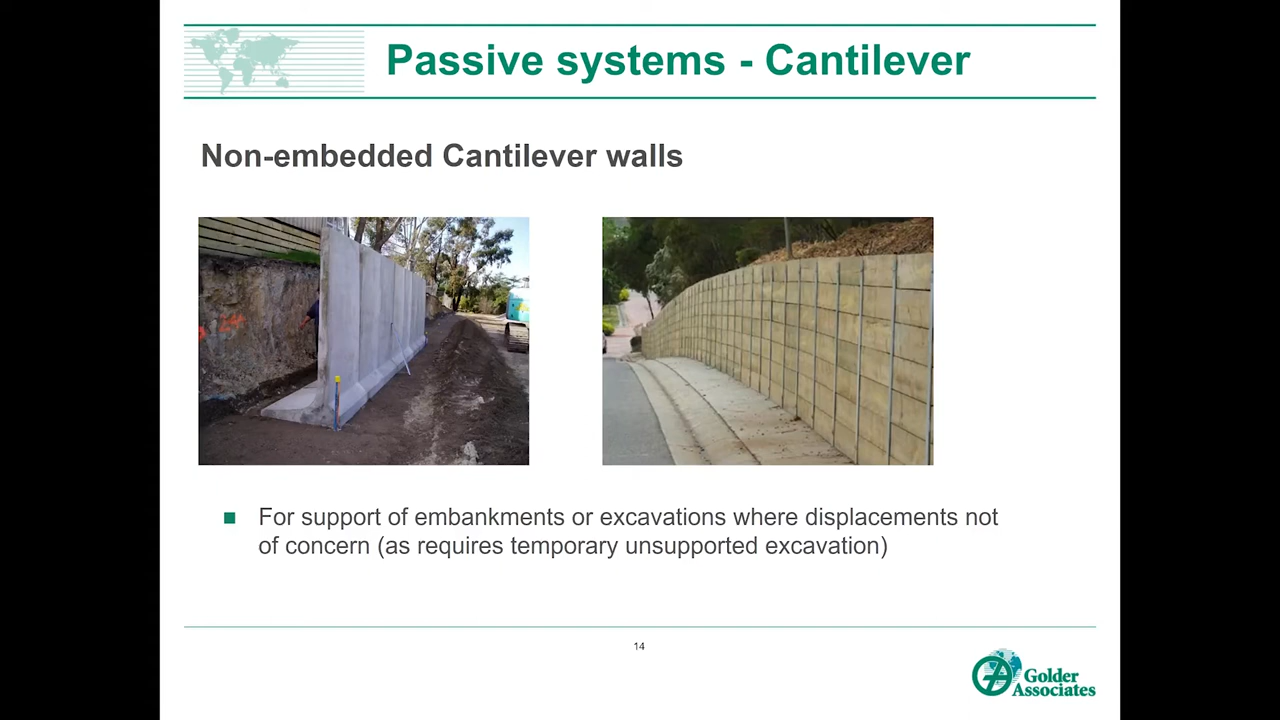 Passive systems - Cantilever
Non-embedded Cantilever walls
For support of embankments or excavations where displacements not
of concern (as requires temporary unsupported excavation)
14
Golder
Associates